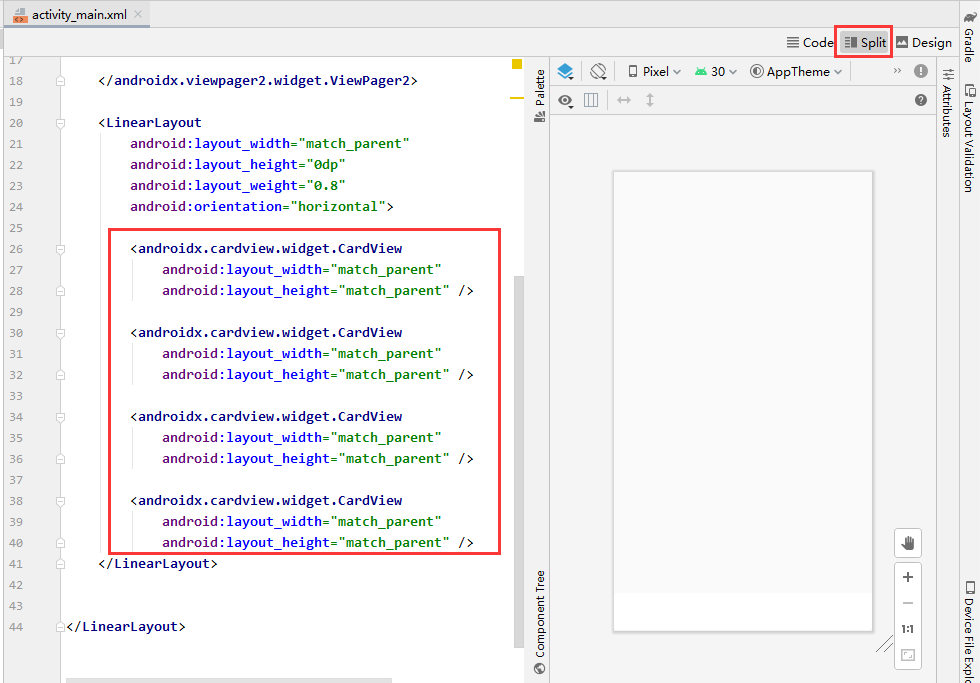 activity_main.xml
Code
Split
Design
17
18 </androidx.viewpager2.widget.ViewPager2>
19
20 <LinearLayout
21 android:layout_width="match_parent"
22 android:layout_height="0dp"
23 android:layout_weight="0.8"
24 android:orientation="horizontal">
25
26 <androidx.cardview.widget.CardView
27 android:layout_width="match_parent"
28 android:layout_height="match_parent" />
29
30 <androidx.cardview.widget.CardView
31 android:layout_width="match_parent"
32 android:layout_height="match_parent" />
33
34 <androidx.cardview.widget.CardView
35 android:layout_width="match_parent"
36 android:layout_height="match_parent" />
37
38 <androidx.cardview.widget.CardView
39 android:layout_width="match_parent"
40 android:layout_height="match_parent" />
41 </LinearLayout>
42
43
44 </LinearLayout>
Palette
Component Tree
Pixel
30
AppTheme
1:1
Attributes
Gradle
Layout Validation
Device File Explo